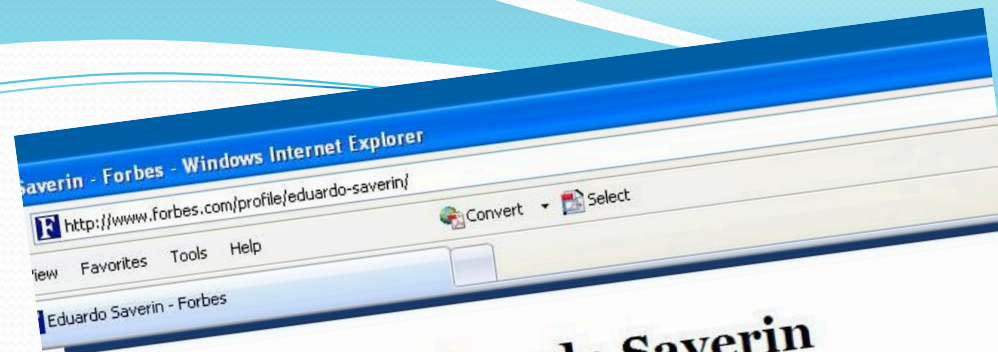 Saverin - Forbes - Windows Internet Explorer
http://www.forbes.com/profile/eduardo-saverin/
Favorites Tools Help
Convert Select
Eduardo Saverin - Forbes
Saverin